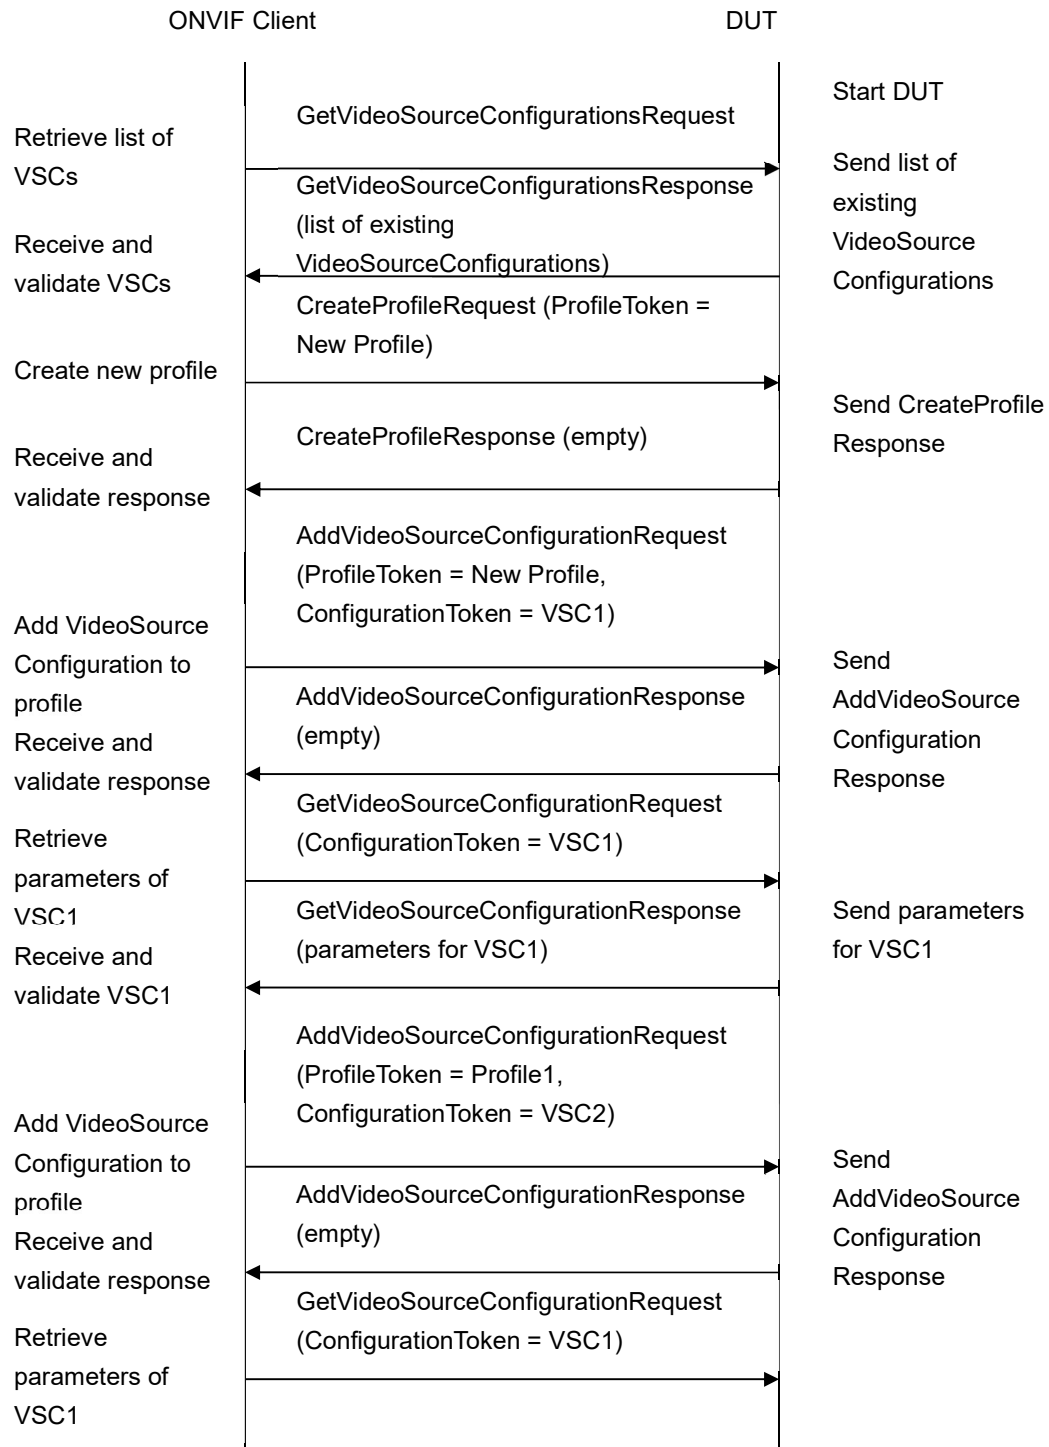 ONVIF Client
DUT
Start DUT
GetVideoSourceConfigurationsRequest
Retrieve list of
VSCs
Send list of
existing
VideoSource
Configurations
GetVideoSourceConfigurationsResponse
(list of existing
VideoSourceConfigurations)
Receive and
validate VSCs
CreateProfileRequest (ProfileToken =
New Profile)
Create new profile
Send CreateProfile
Response
CreateProfileResponse (empty)
Receive and
validate response
AddVideoSourceConfigurationRequest
(ProfileToken = New Profile,
ConfigurationToken = VSC1)
Add VideoSource
Configuration to
profile
Send
AddVideoSource
Configuration
Response
AddVideoSourceConfigurationResponse
(empty)
Receive and
validate response
GetVideoSourceConfigurationRequest
(ConfigurationToken = VSC1)
Retrieve
parameters of
VSC1
Send parameters
for VSC1
GetVideoSourceConfigurationResponse
(parameters for VSC1)
Receive and
validate VSC1
AddVideoSourceConfigurationRequest
(ProfileToken = Profile1,
ConfigurationToken = VSC2)
Add VideoSource
Configuration to
profile
Send
AddVideoSource
Configuration
Response
AddVideoSourceConfigurationResponse
(empty)
Receive and
validate response
GetVideoSourceConfigurationRequest
(ConfigurationToken = VSC1)
Retrieve
parameters of
VSC1